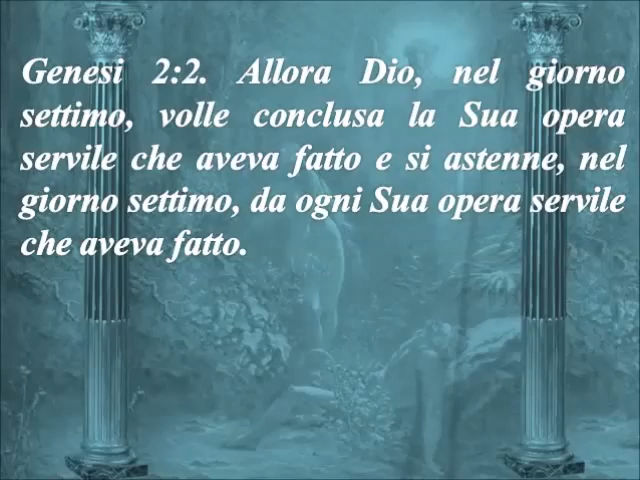 Genesi 2:2. Allora Dio, nel giorno
settimo, volle conclusa la Sua opera
servile che aveva fatto e si astenne, nel
giorno settimo, da ogni Sua opera servile
che aveva fatto.